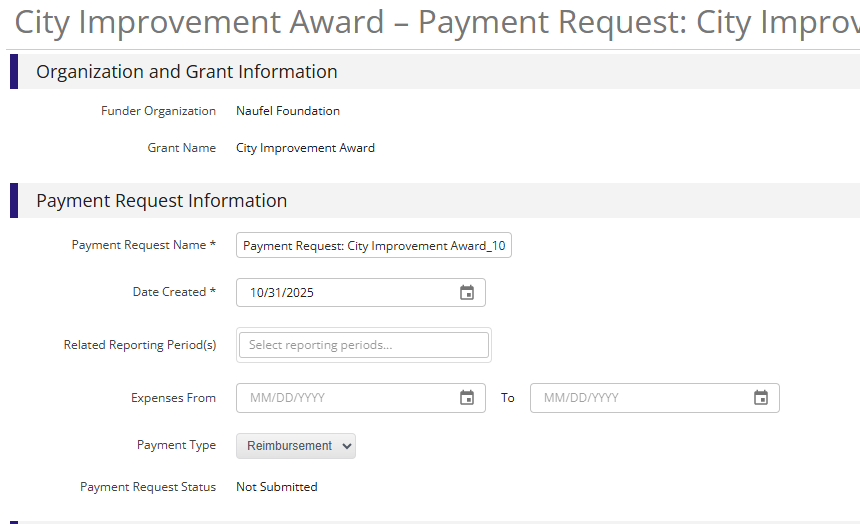 City Improvement Award – Payment Request: City Improv
Organization and Grant Information
Funder Organization Naufel Foundation
Grant Name City Improvement Award
Payment Request Information
Payment Request Name * Payment Request: City Improvement Award_10
Date Created * 10/31/2025
Related Reporting Period(s) Select reporting periods...
Expenses From MM/DD/YYYY To MM/DD/YYYY
Payment Type Reimbursement
Payment Request Status Not Submitted